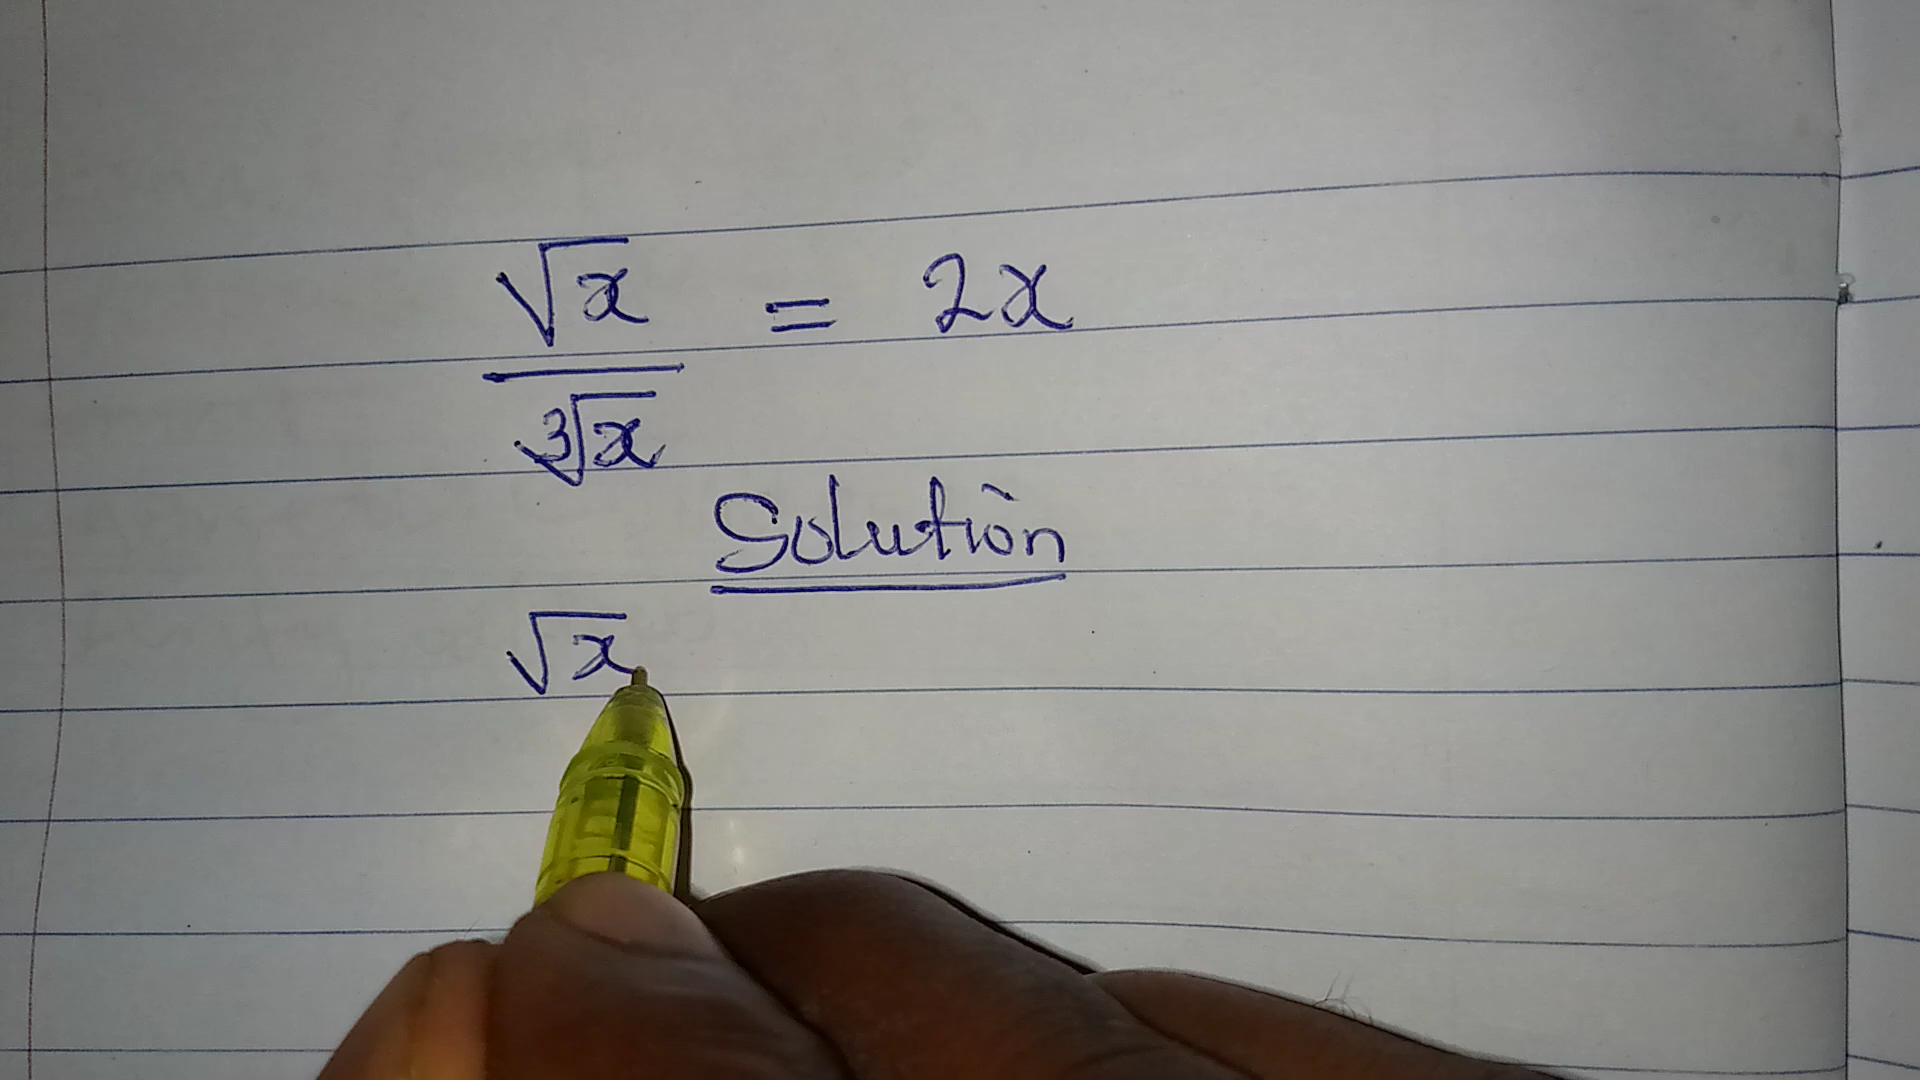 √x / ∛x = 2x
Solution
√x